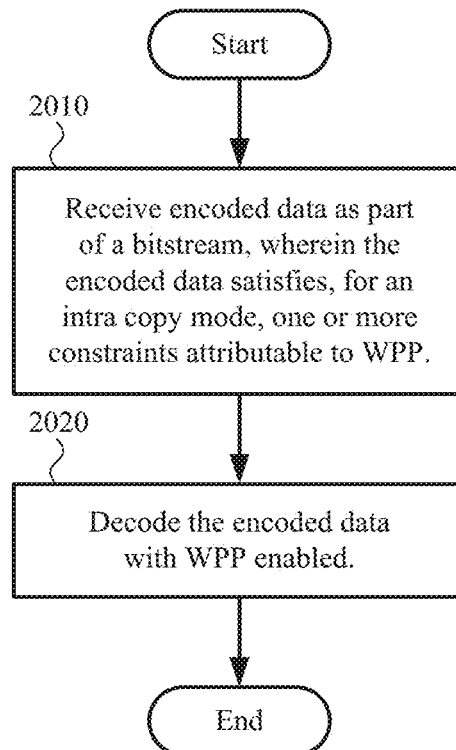 Start
2010
Receive encoded data as part
of a bitstream, wherein the
encoded data satisfies, for an
intra copy mode, one or more
constraints attributable to WPP.
2020
Decode the encoded data
with WPP enabled.
End